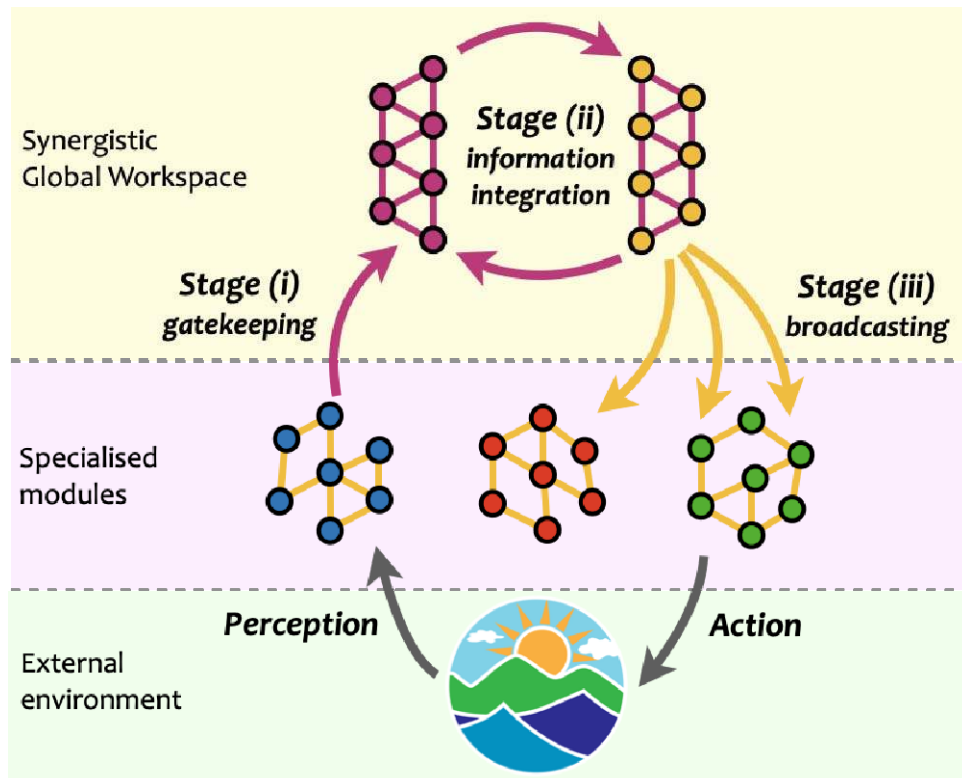 Synergistic
Global Workspace
Stage (ii)
information
integration
Stage (i)
gatekeeping
Stage (iii)
broadcasting
Specialised
modules
Perception
Action
External
environment